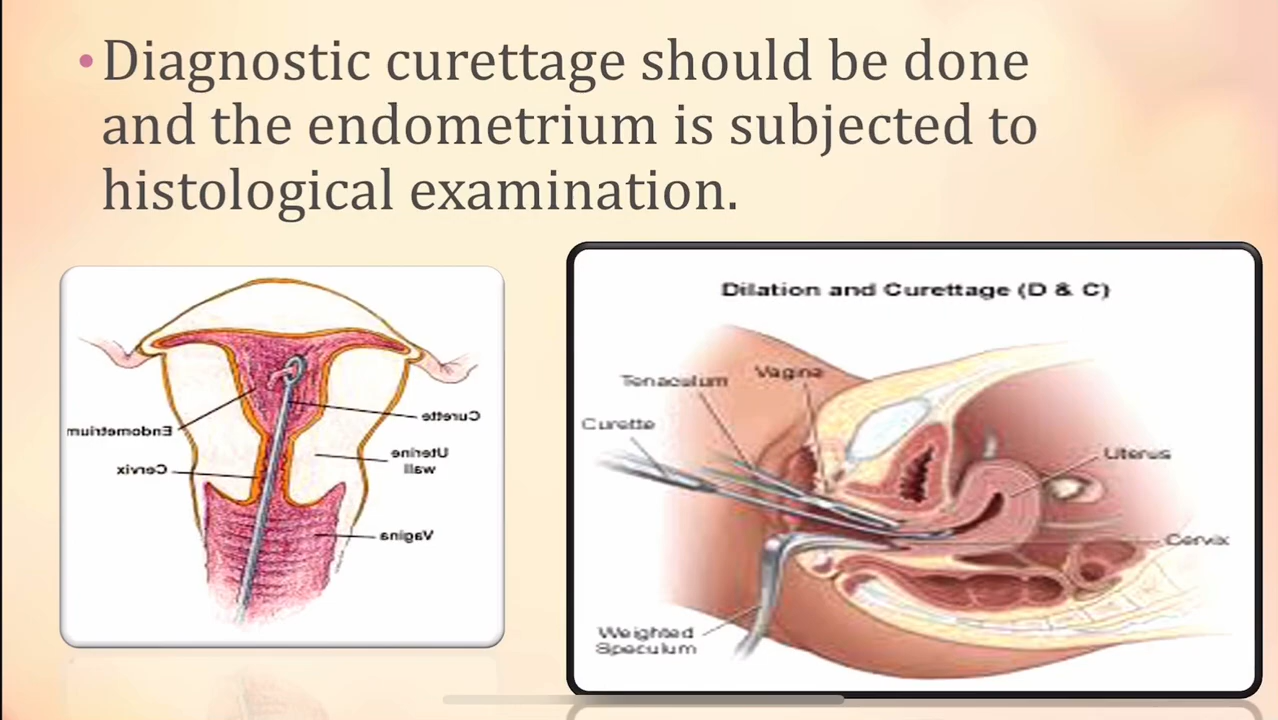 • Diagnostic curettage should be done
and the endometrium is subjected to
histological examination.
Endometrium
Cervix
Curette
Uterine
wall
Vagina
Dilation and Curettage (D & C)
Tenaculum
Vagina
Curette
Uterus
Cervix
Weighted
Speculum